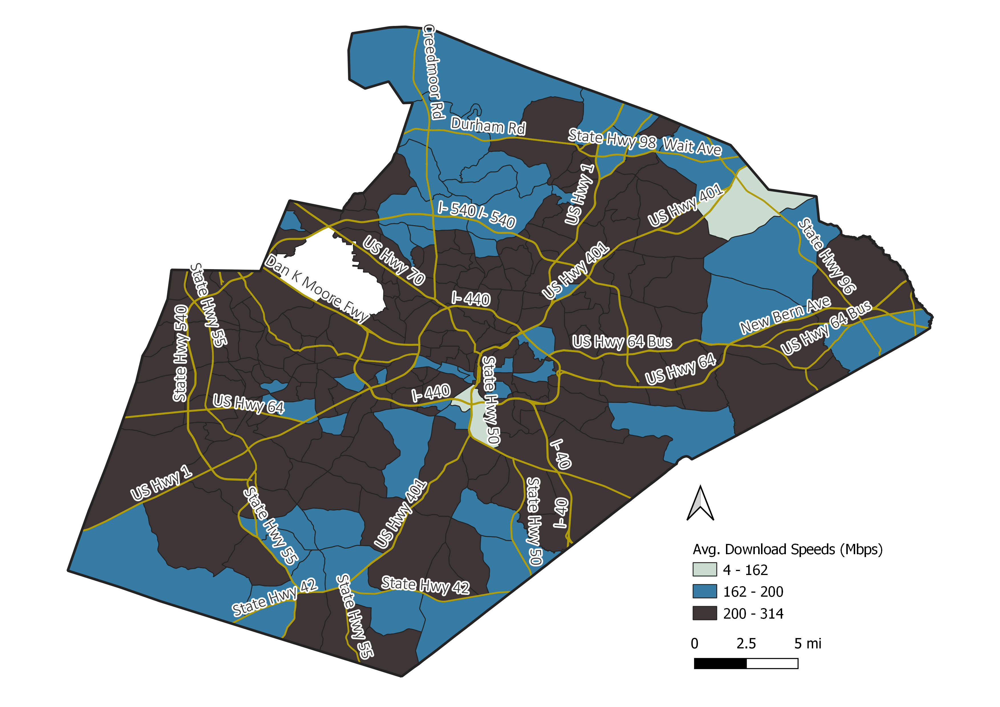 Creedmoor Rd
Durham Rd
State Hwy 98
Wait Ave
US Hwy 1
US Hwy 401
I- 540
I- 540
State Hwy 96
US Hwy 70
US Hwy 401
Dan K Moore Fwy
State Hwy 55
State Hwy 540
I- 440
New Bern Ave
US Hwy 64 Bus
US Hwy 64 Bus
US Hwy 64
State Hwy 50
I- 440
US Hwy 64
I- 40
US Hwy 1
State Hwy 55
US Hwy 401
State Hwy 50
I- 40
State Hwy 42
State Hwy 42
State Hwy 55
Avg. Download Speeds (Mbps)
4 - 162
162 - 200
200 - 314
0 2.5 5 mi